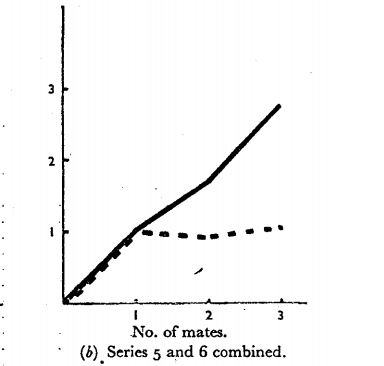 3
2
1
1 2 3
No. of mates.
(b) Series 5 and 6 combined.